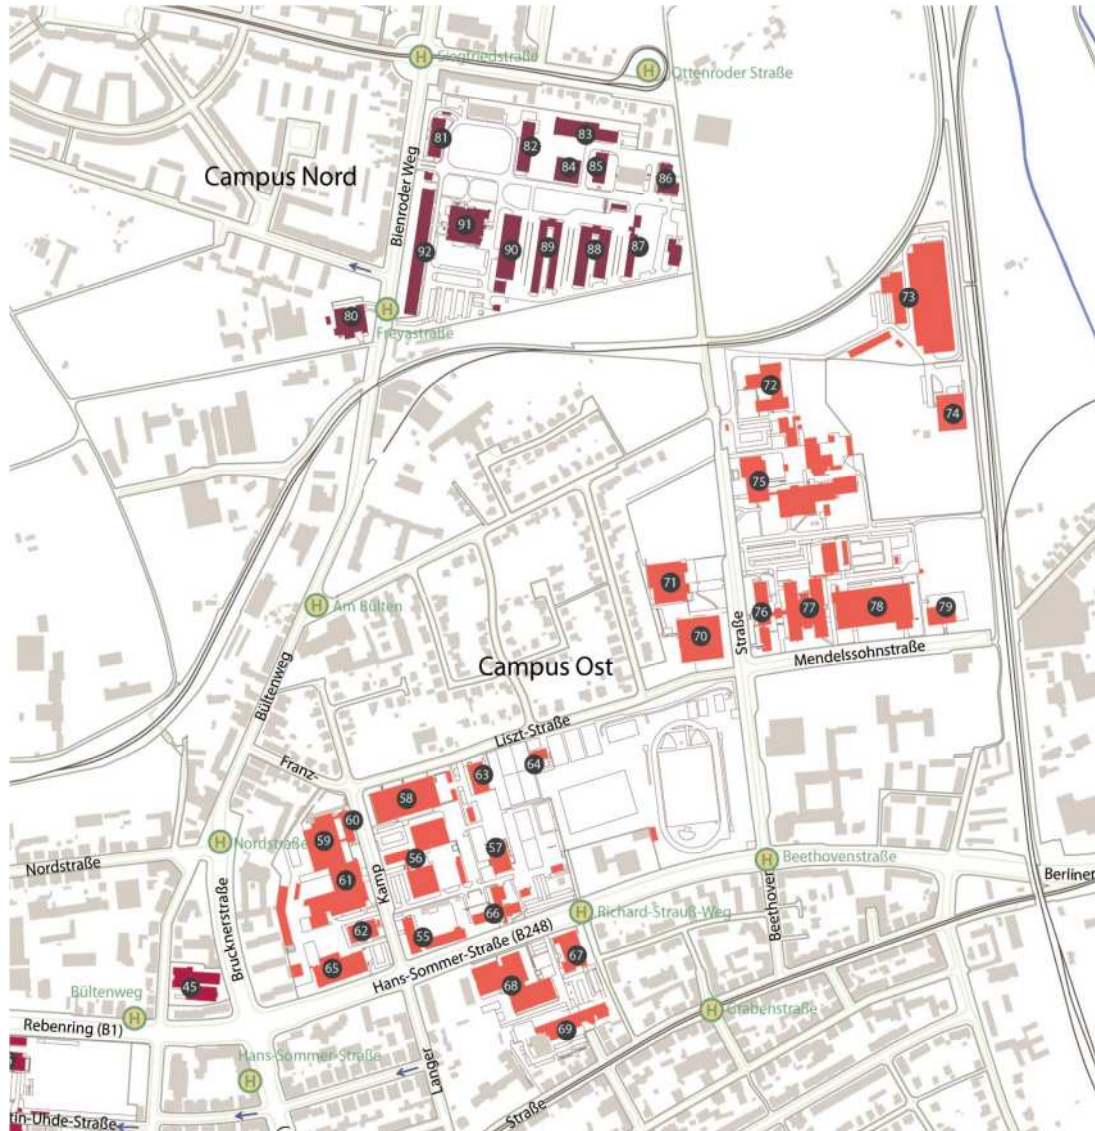 H Siegfriedstraße
H Ottenroder Straße
81
82
83
84
85
86
Campus Nord
Bienroder Weg
91
92
90
89
88
87
73
80
H
Freyastraße
72
74
75
71
H Am Bülten
76
77
78
79
70
Straße
Mendelssohnstraße
Campus Ost
Bültenweg
Liszt-Straße
Franz-
63
64
58
60
59
H Nordstraße
56
57
Nordstraße
61
Kamp
H Beethovenstraße
Berliner
66
H Richard-Strauß-Weg
62
55
Beethoven
Brucknerstraße
Hans-Sommer-Straße (B248)
65
67
45
68
Bültenweg
H
Rebenring (B1)
H Grabenstraße
69
Hans-Sommer-Straße
H
Langer
Straße
tin-Uhde-Straße